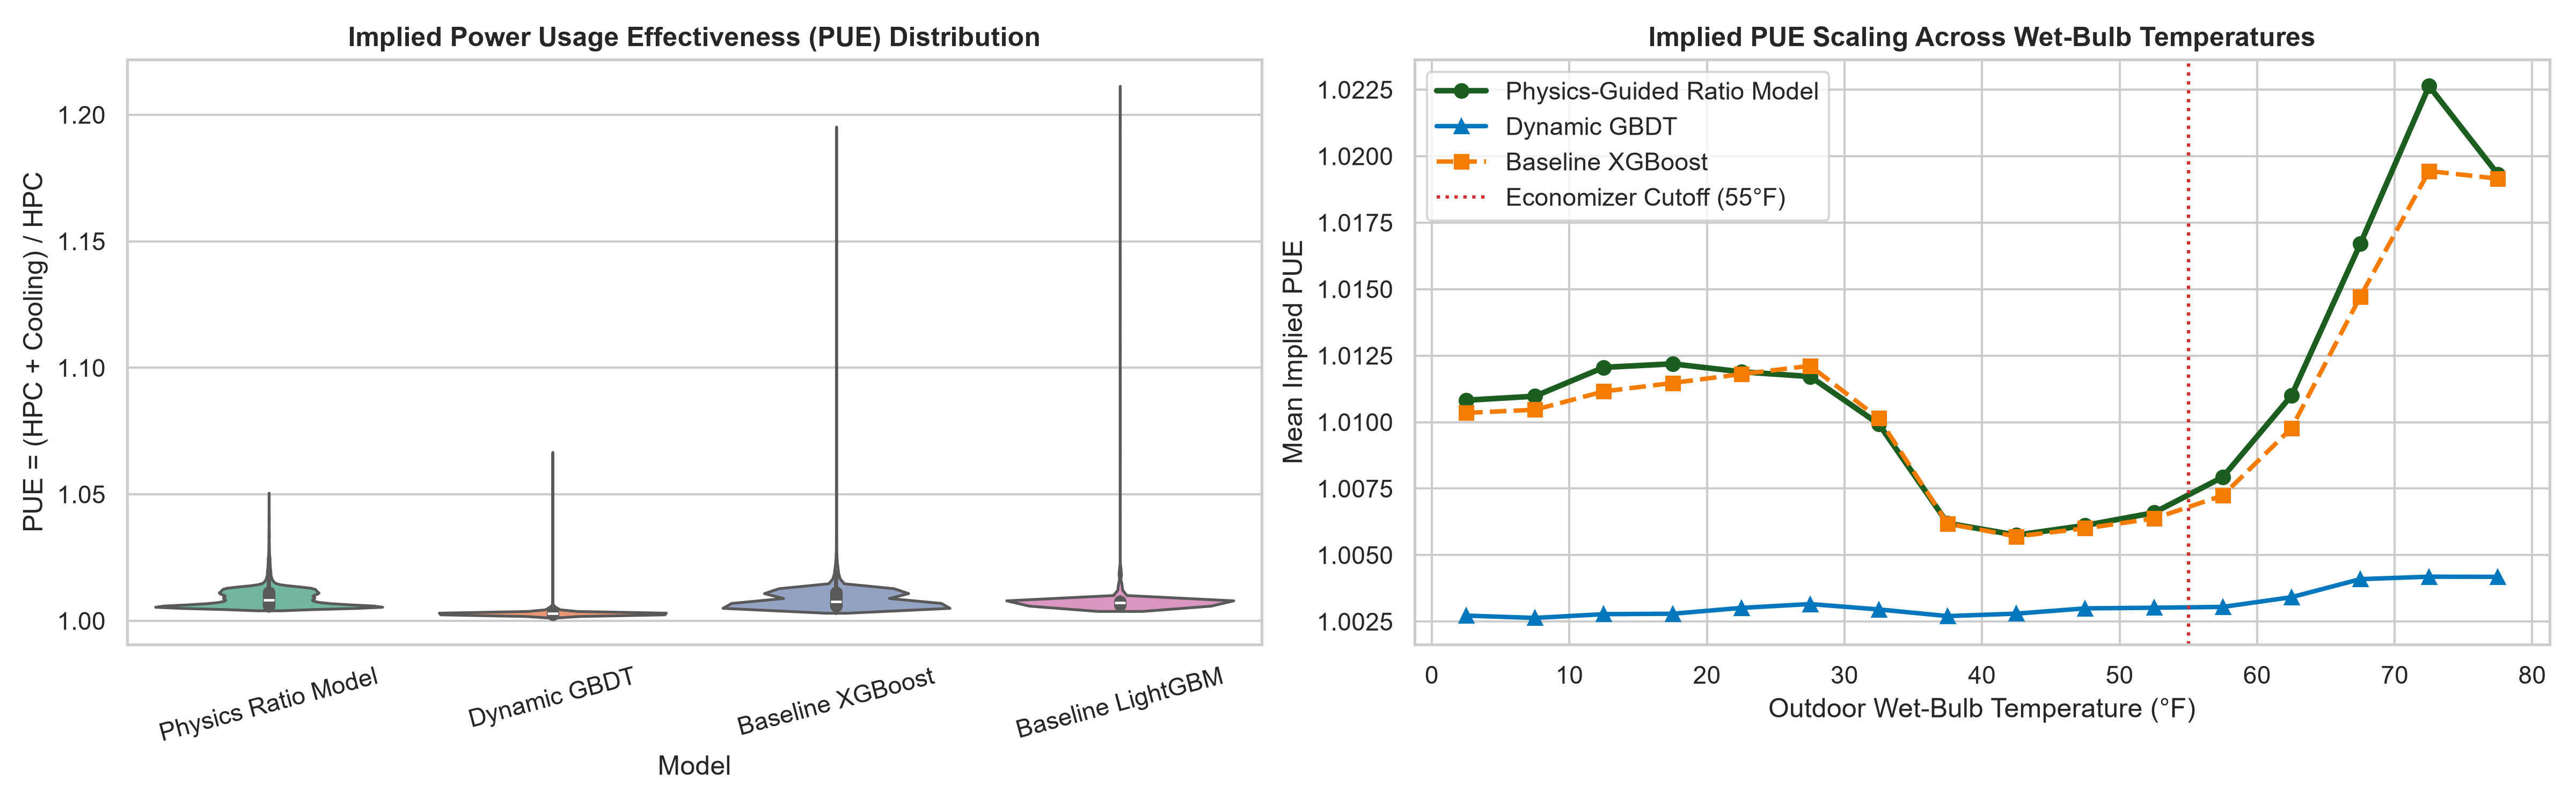 Implied Power Usage Effectiveness (PUE) Distribution
PUE = (HPC + Cooling) / HPC
1.20
1.15
1.10
1.05
1.00
Physics Ratio Model
Dynamic GBDT
Baseline XGBoost
Baseline LightGBM
Model
Implied PUE Scaling Across Wet-Bulb Temperatures
Physics-Guided Ratio Model
Dynamic GBDT
Baseline XGBoost
Economizer Cutoff (55°F)
Mean Implied PUE
1.0225
1.0200
1.0175
1.0150
1.0125
1.0100
1.0075
1.0050
1.0025
0 10 20 30 40 50 60 70 80
Outdoor Wet-Bulb Temperature (°F)